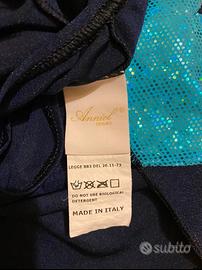 Anniel
LEGGE 883 DEL 26-11-73
DO NOT USE BIOLOGICAL
DETERGENT
MADE IN ITALY
subito